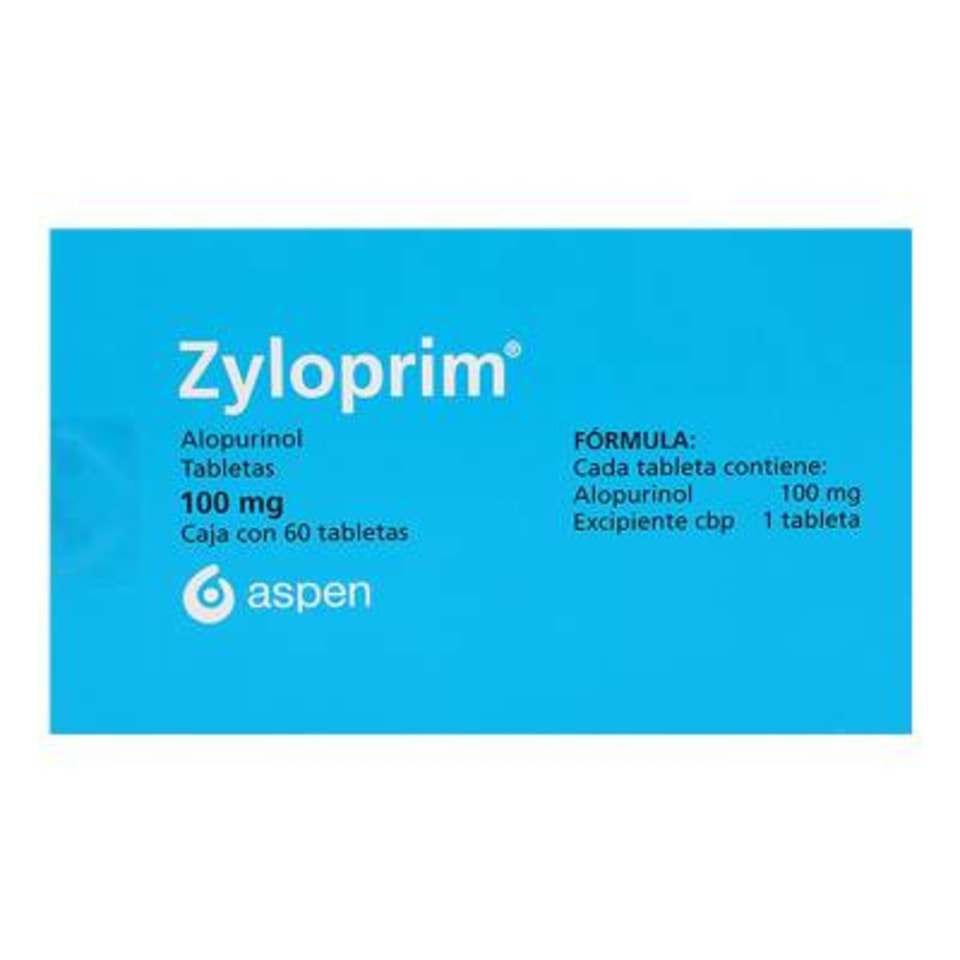 Zyloprim®
Alopurinol
Tabletas
100 mg
Caja con 60 tabletas
aspen
FÓRMULA:
Cada tableta contiene:
Alopurinol 100 mg
Excipiente cbp 1 tableta